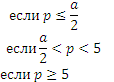 если p ≤ a/2
если a/2 < p < 5
если p ≥ 5